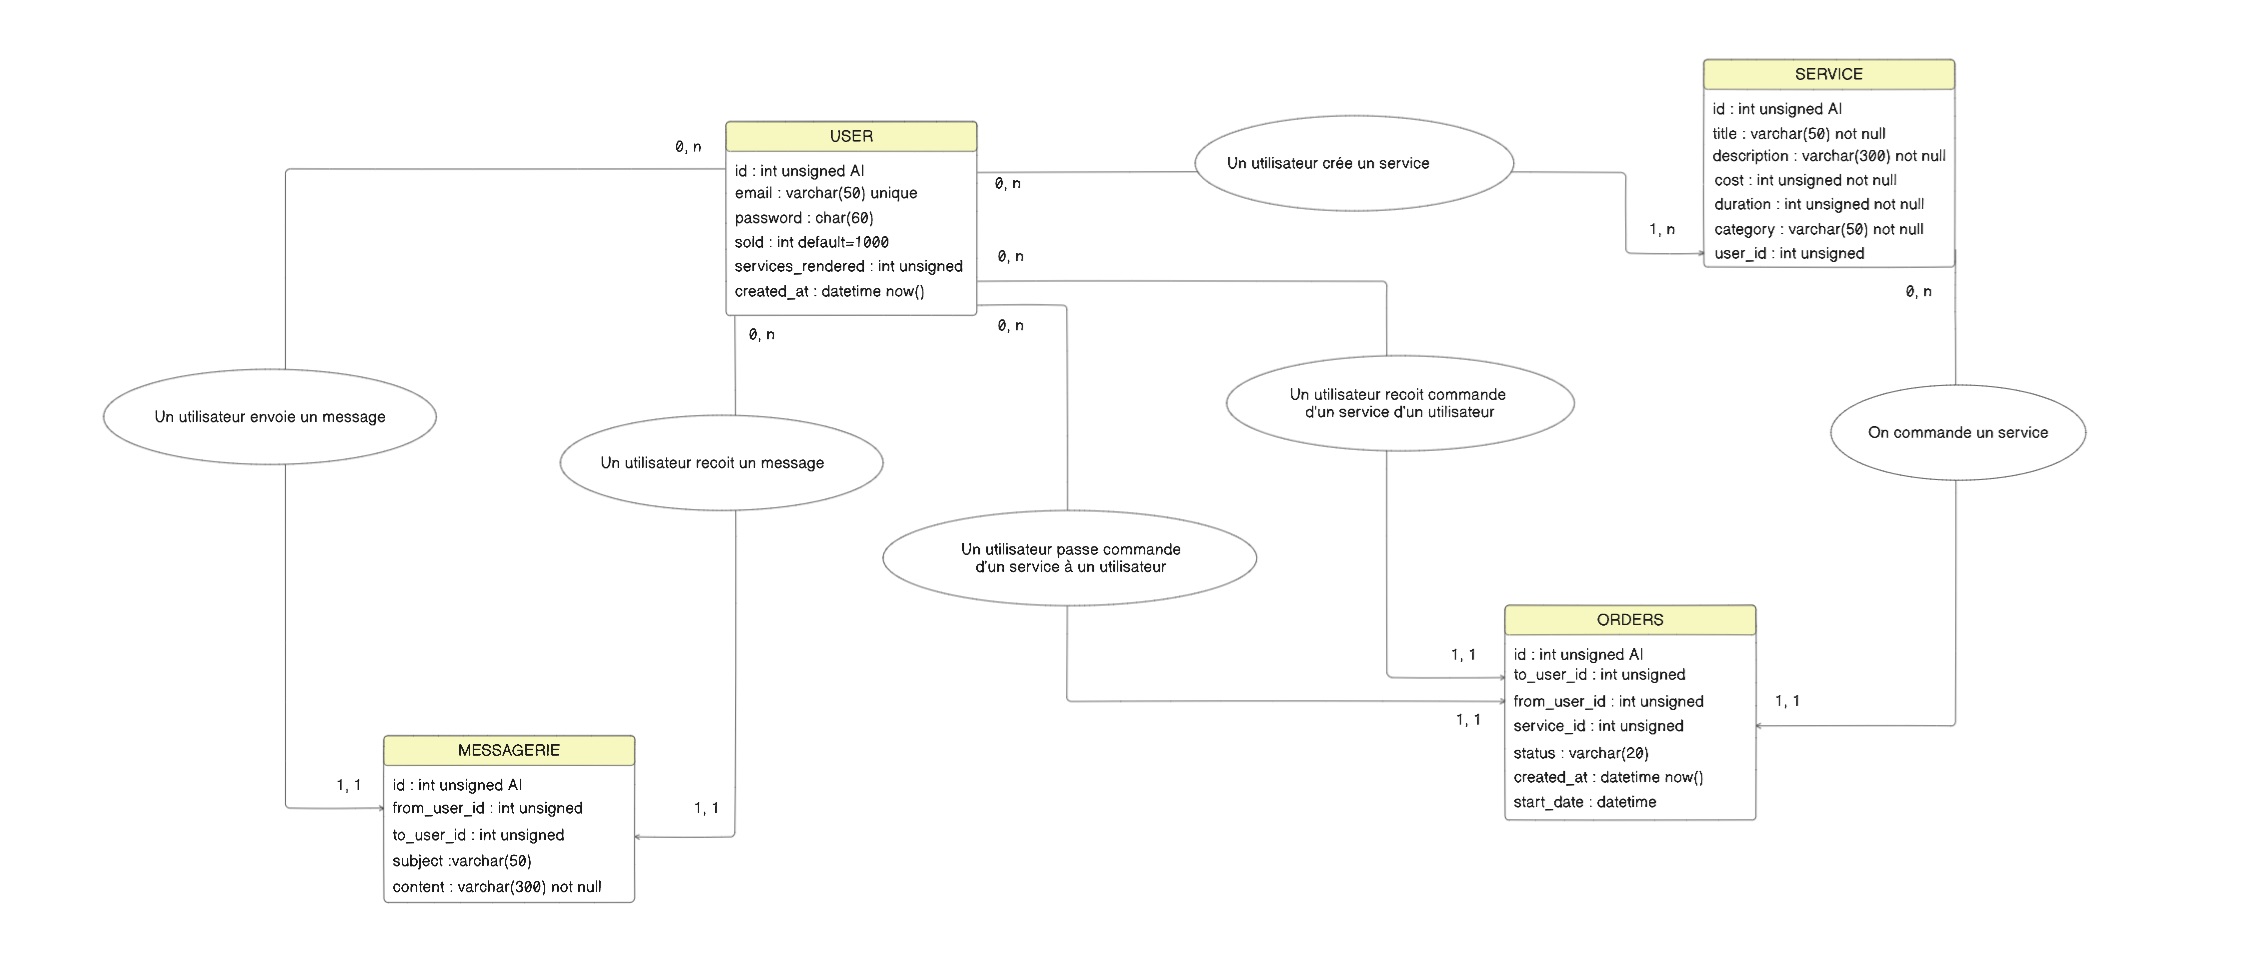 SERVICE
id : int unsigned AI
title : varchar(50) not null
description : varchar(300) not null
cost : int unsigned not null
duration : int unsigned not null
category : varchar(50) not null
user_id : int unsigned
USER
id : int unsigned AI
email : varchar(50) unique
password : char(60)
sold : int default=1000
services_rendered : int unsigned
created_at : datetime now()
0, n
0, n
Un utilisateur crée un service
1, n
0, n
0, n
0, n
0, n
Un utilisateur envoie un message
Un utilisateur recoit un message
Un utilisateur recoit commande
d'un service d'un utilisateur
On commande un service
Un utilisateur passe commande
d'un service à un utilisateur
ORDERS
id : int unsigned AI
to_user_id : int unsigned
from_user_id : int unsigned
service_id : int unsigned
status : varchar(20)
created_at : datetime now()
start_date : datetime
1, 1
1, 1
1, 1
MESSAGERIE
id : int unsigned AI
from_user_id : int unsigned
to_user_id : int unsigned
subject :varchar(50)
content : varchar(300) not null
1, 1
1, 1